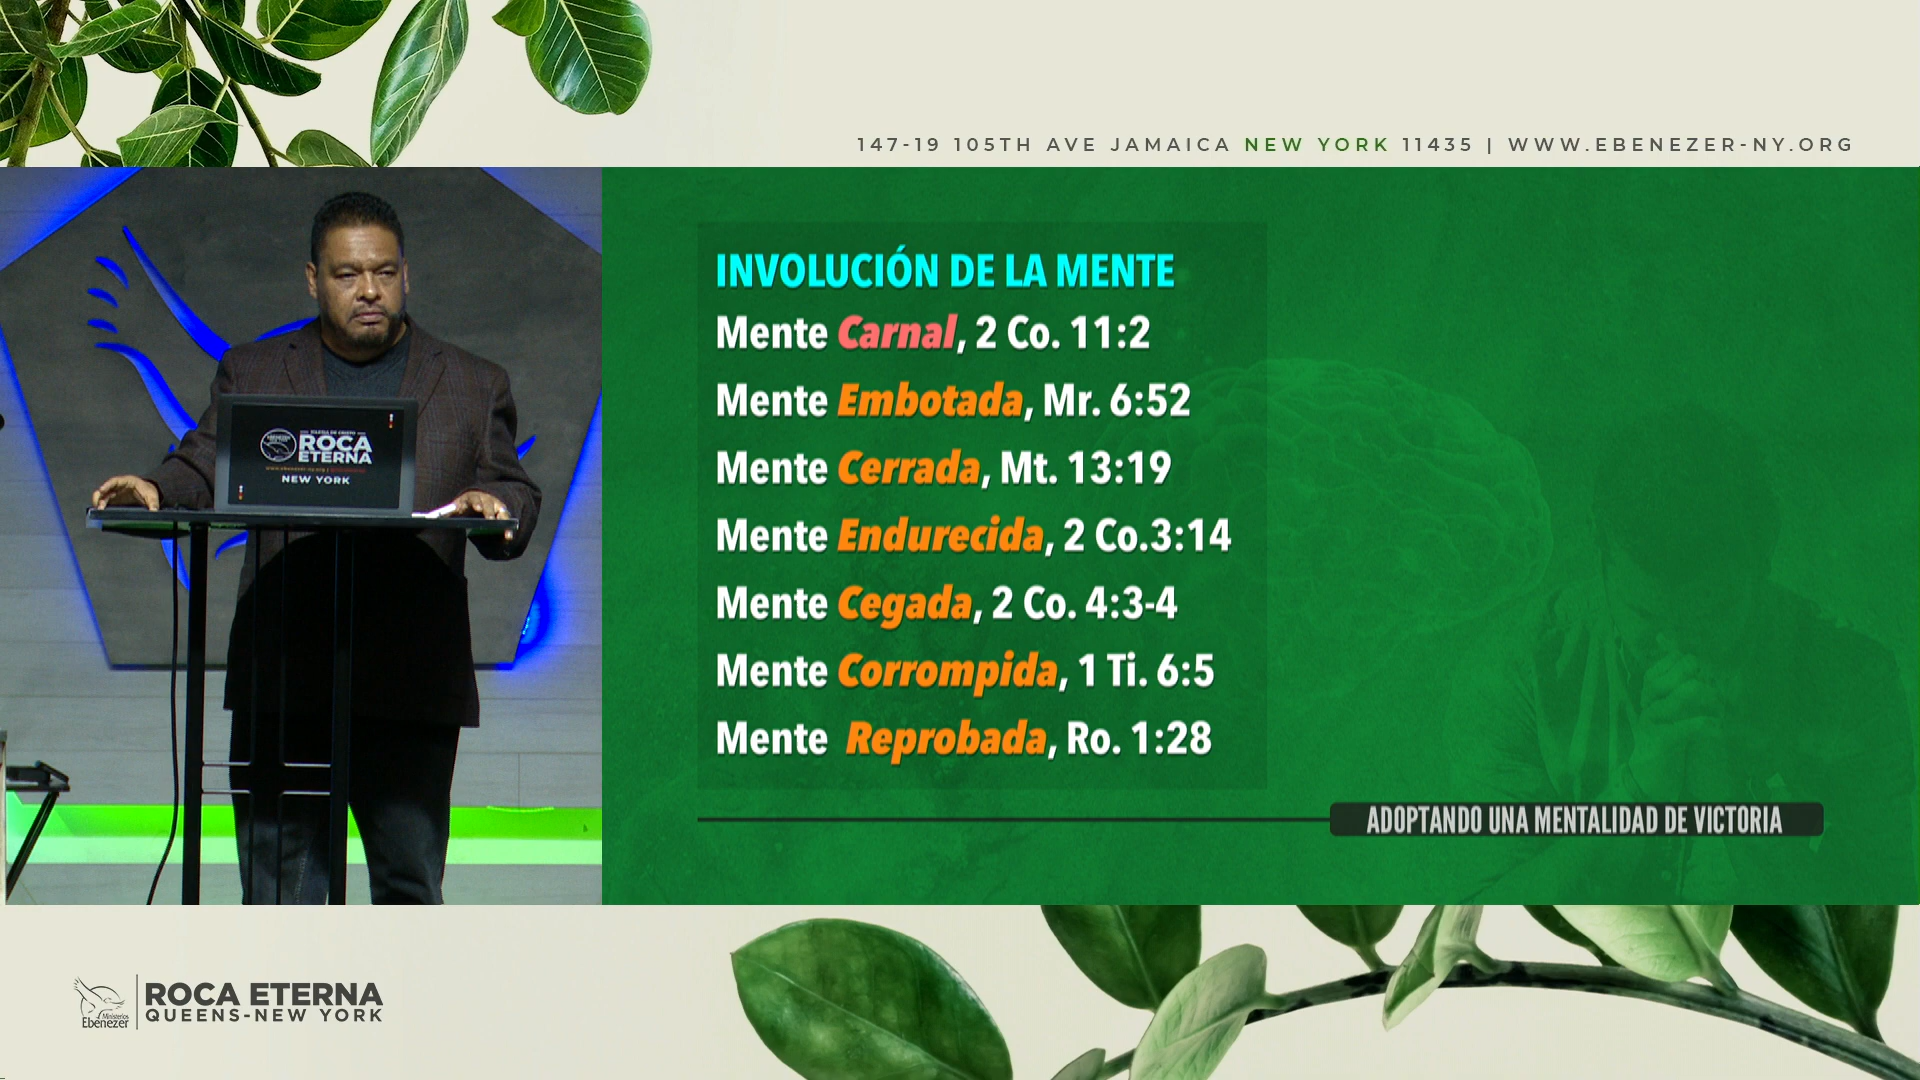 147-19 105TH AVE JAMAICA NEW YORK 11435 | WWW.EBENEZER-NY.ORG
INVOLUCIÓN DE LA MENTE
Mente Carnal, 2 Co. 11:2
Mente Embotada, Mr. 6:52
Mente Cerrada, Mt. 13:19
Mente Endurecida, 2 Co.3:14
Mente Cegada, 2 Co. 4:3-4
Mente Corrompida, 1 Ti. 6:5
Mente Reprobada, Ro. 1:28
ADOPTANDO UNA MENTALIDAD DE VICTORIA
ROCA
ETERNA
NEW YORK
Ministerios
Ebenezer
ROCA ETERNA
QUEENS-NEW YORK